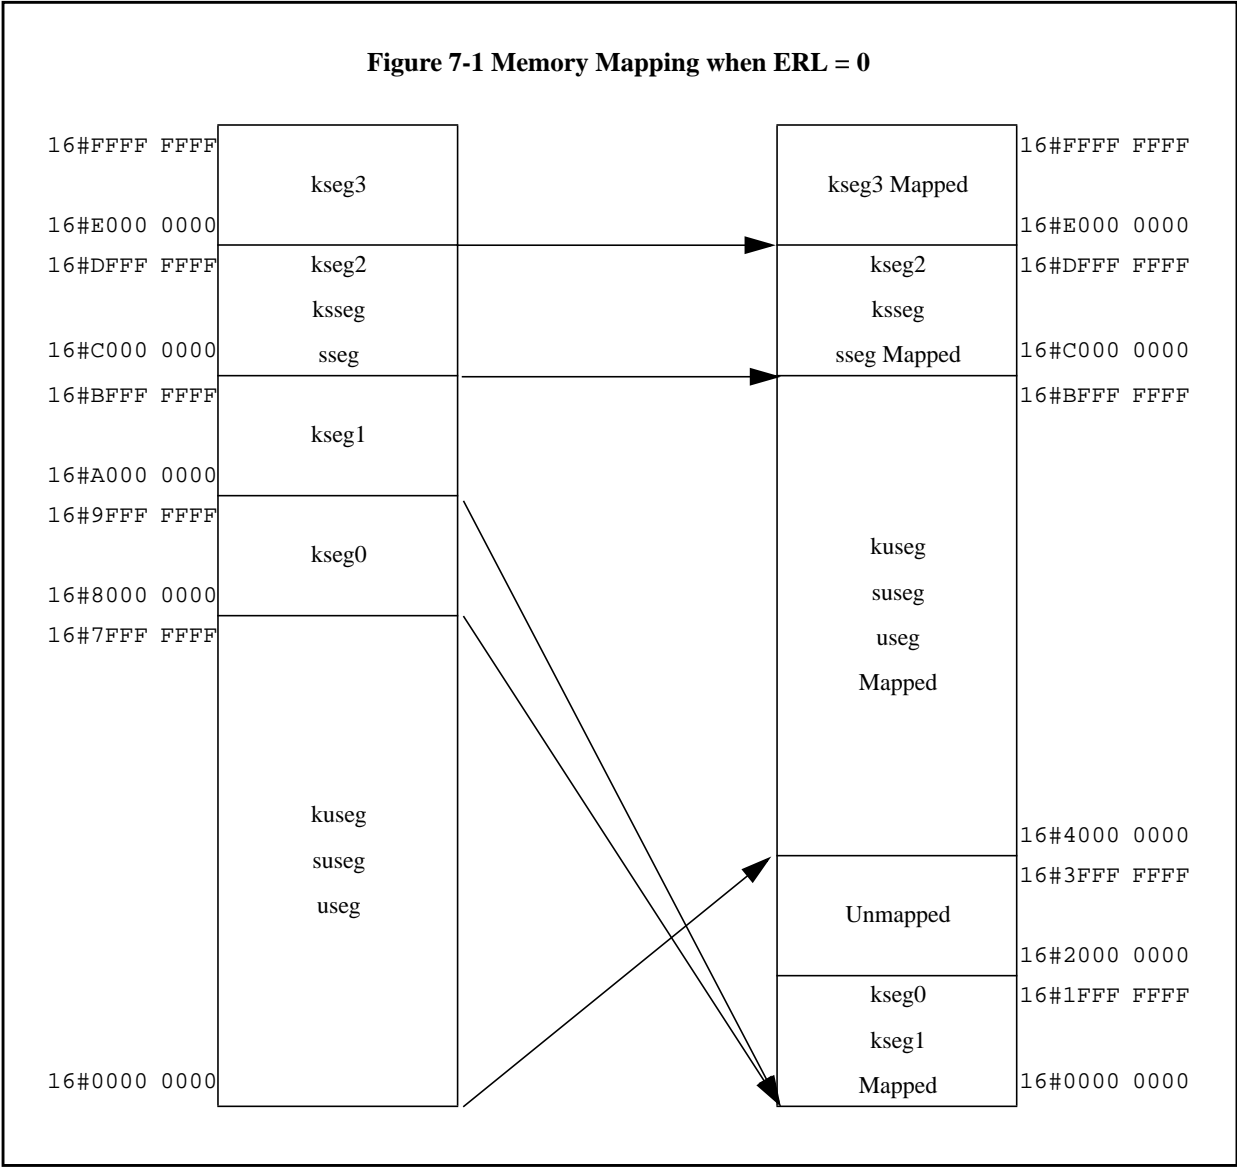 Figure 7-1 Memory Mapping when ERL = 0
16#FFFF FFFF
kseg3
16#E000 0000
16#DFFF FFFF
kseg2
ksseg
16#C000 0000
sseg
16#BFFF FFFF
kseg1
16#A000 0000
16#9FFF FFFF
kseg0
16#8000 0000
16#7FFF FFFF
kuseg
suseg
useg
16#0000 0000
16#FFFF FFFF
kseg3 Mapped
16#E000 0000
kseg2
16#DFFF FFFF
ksseg
sseg Mapped
16#C000 0000
16#BFFF FFFF
kuseg
suseg
useg
Mapped
16#4000 0000
16#3FFF FFFF
Unmapped
16#2000 0000
kseg0
16#1FFF FFFF
kseg1
Mapped
16#0000 0000